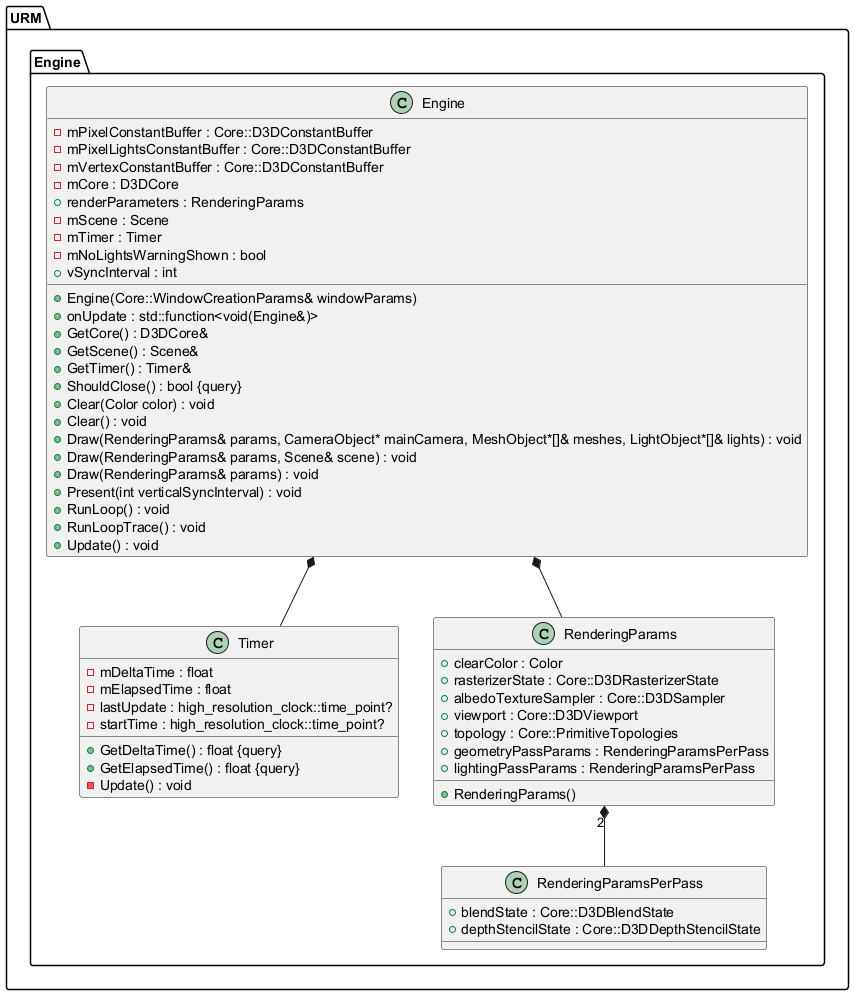 URM
Engine
C Engine
mPixelConstantBuffer : Core::D3DConstantBuffer
mPixelLightsConstantBuffer : Core::D3DConstantBuffer
mVertexConstantBuffer : Core::D3DConstantBuffer
mCore : D3DCore
renderParameters : RenderingParams
mScene : Scene
mTimer : Timer
mNoLightsWarningShown : bool
vSyncInterval : int
Engine(Core::WindowCreationParams& windowParams)
onUpdate : std::function<void(Engine&)>
GetCore() : D3DCore&
GetScene() : Scene&
GetTimer() : Timer&
ShouldClose() : bool {query}
Clear(Color color) : void
Clear() : void
Draw(RenderingParams& params, CameraObject* mainCamera, MeshObject*[]& meshes, LightObject*[]& lights) : void
Draw(RenderingParams& params, Scene& scene) : void
Draw(RenderingParams& params) : void
Present(int verticalSyncInterval) : void
RunLoop() : void
RunLoopTrace() : void
Update() : void
C Timer
mDeltaTime : float
mElapsedTime : float
lastUpdate : high_resolution_clock::time_point?
startTime : high_resolution_clock::time_point?
GetDeltaTime() : float {query}
GetElapsedTime() : float {query}
Update() : void
C RenderingParams
clearColor : Color
rasterizerState : Core::D3DRasterizerState
albedoTextureSampler : Core::D3DSampler
viewport : Core::D3DViewport
topology : Core::PrimitiveTopologies
geometryPassParams : RenderingParamsPerPass
lightingPassParams : RenderingParamsPerPass
RenderingParams()
2
C RenderingParamsPerPass
blendState : Core::D3DBlendState
depthStencilState : Core::D3DDepthStencilState